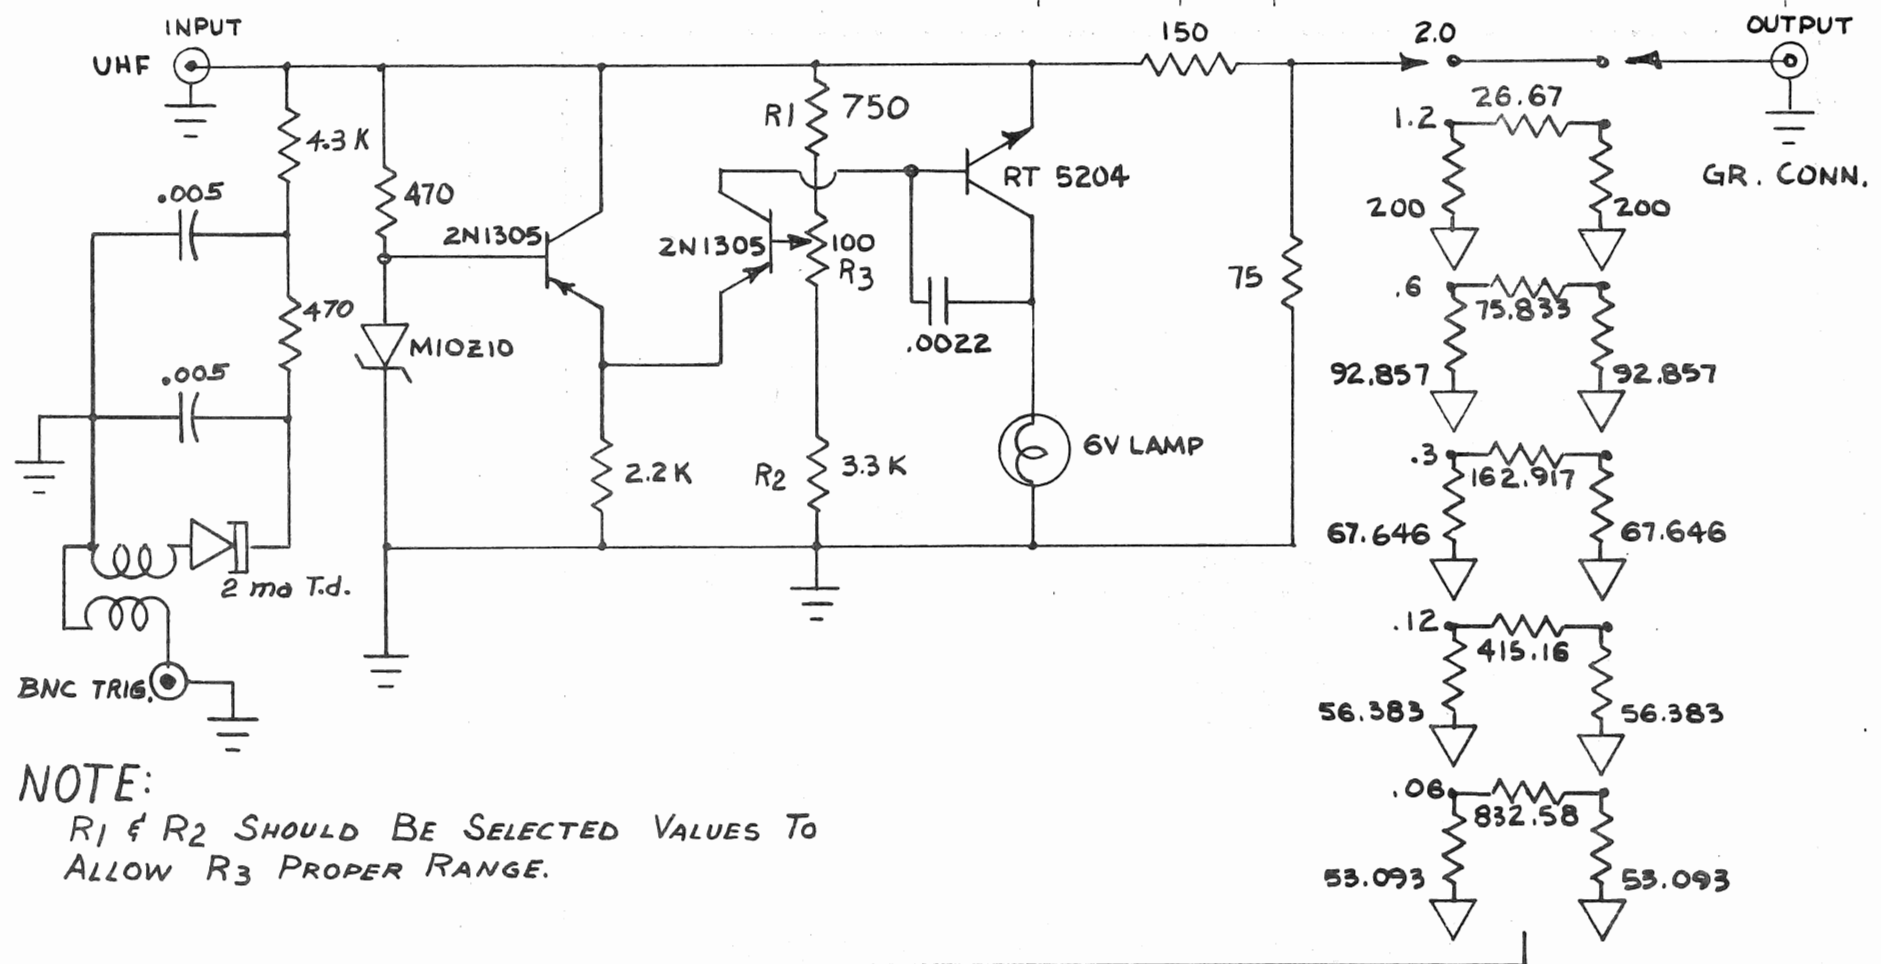 INPUT
UHF
4.3 K
.005
470
.005
2 ma T.d.
BNC TRIG.
470
2N1305
M10Z10
2.2 K
2N1305
R1 750
100
R3
R2 3.3 K
RT 5204
.0022
6V LAMP
150
75
2.0
OUTPUT
GR. CONN.
1.2
26.67
200
200
.6
75.833
92.857
92.857
.3
162.917
67.646
67.646
.12
415.16
56.383
56.383
.06
832.58
53.093
53.093
NOTE:
R1 & R2 SHOULD BE SELECTED VALUES TO
ALLOW R3 PROPER RANGE.